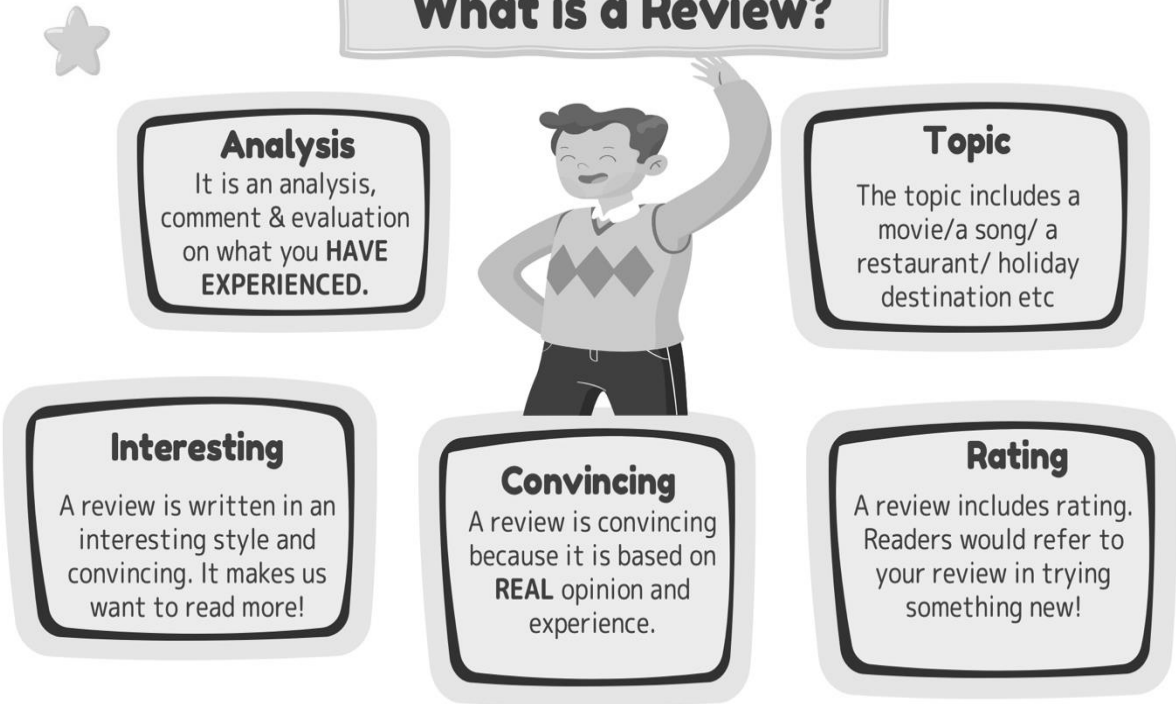 What is a Review?
Analysis
It is an analysis,
comment & evaluation
on what you HAVE
EXPERIENCED.
Topic
The topic includes a
movie/a song/ a
restaurant/ holiday
destination etc
Interesting
A review is written in an
interesting style and
convincing. It makes us
want to read more!
Convincing
A review is convincing
because it is based on
REAL opinion and
experience.
Rating
A review includes rating.
Readers would refer to
your review in trying
something new!